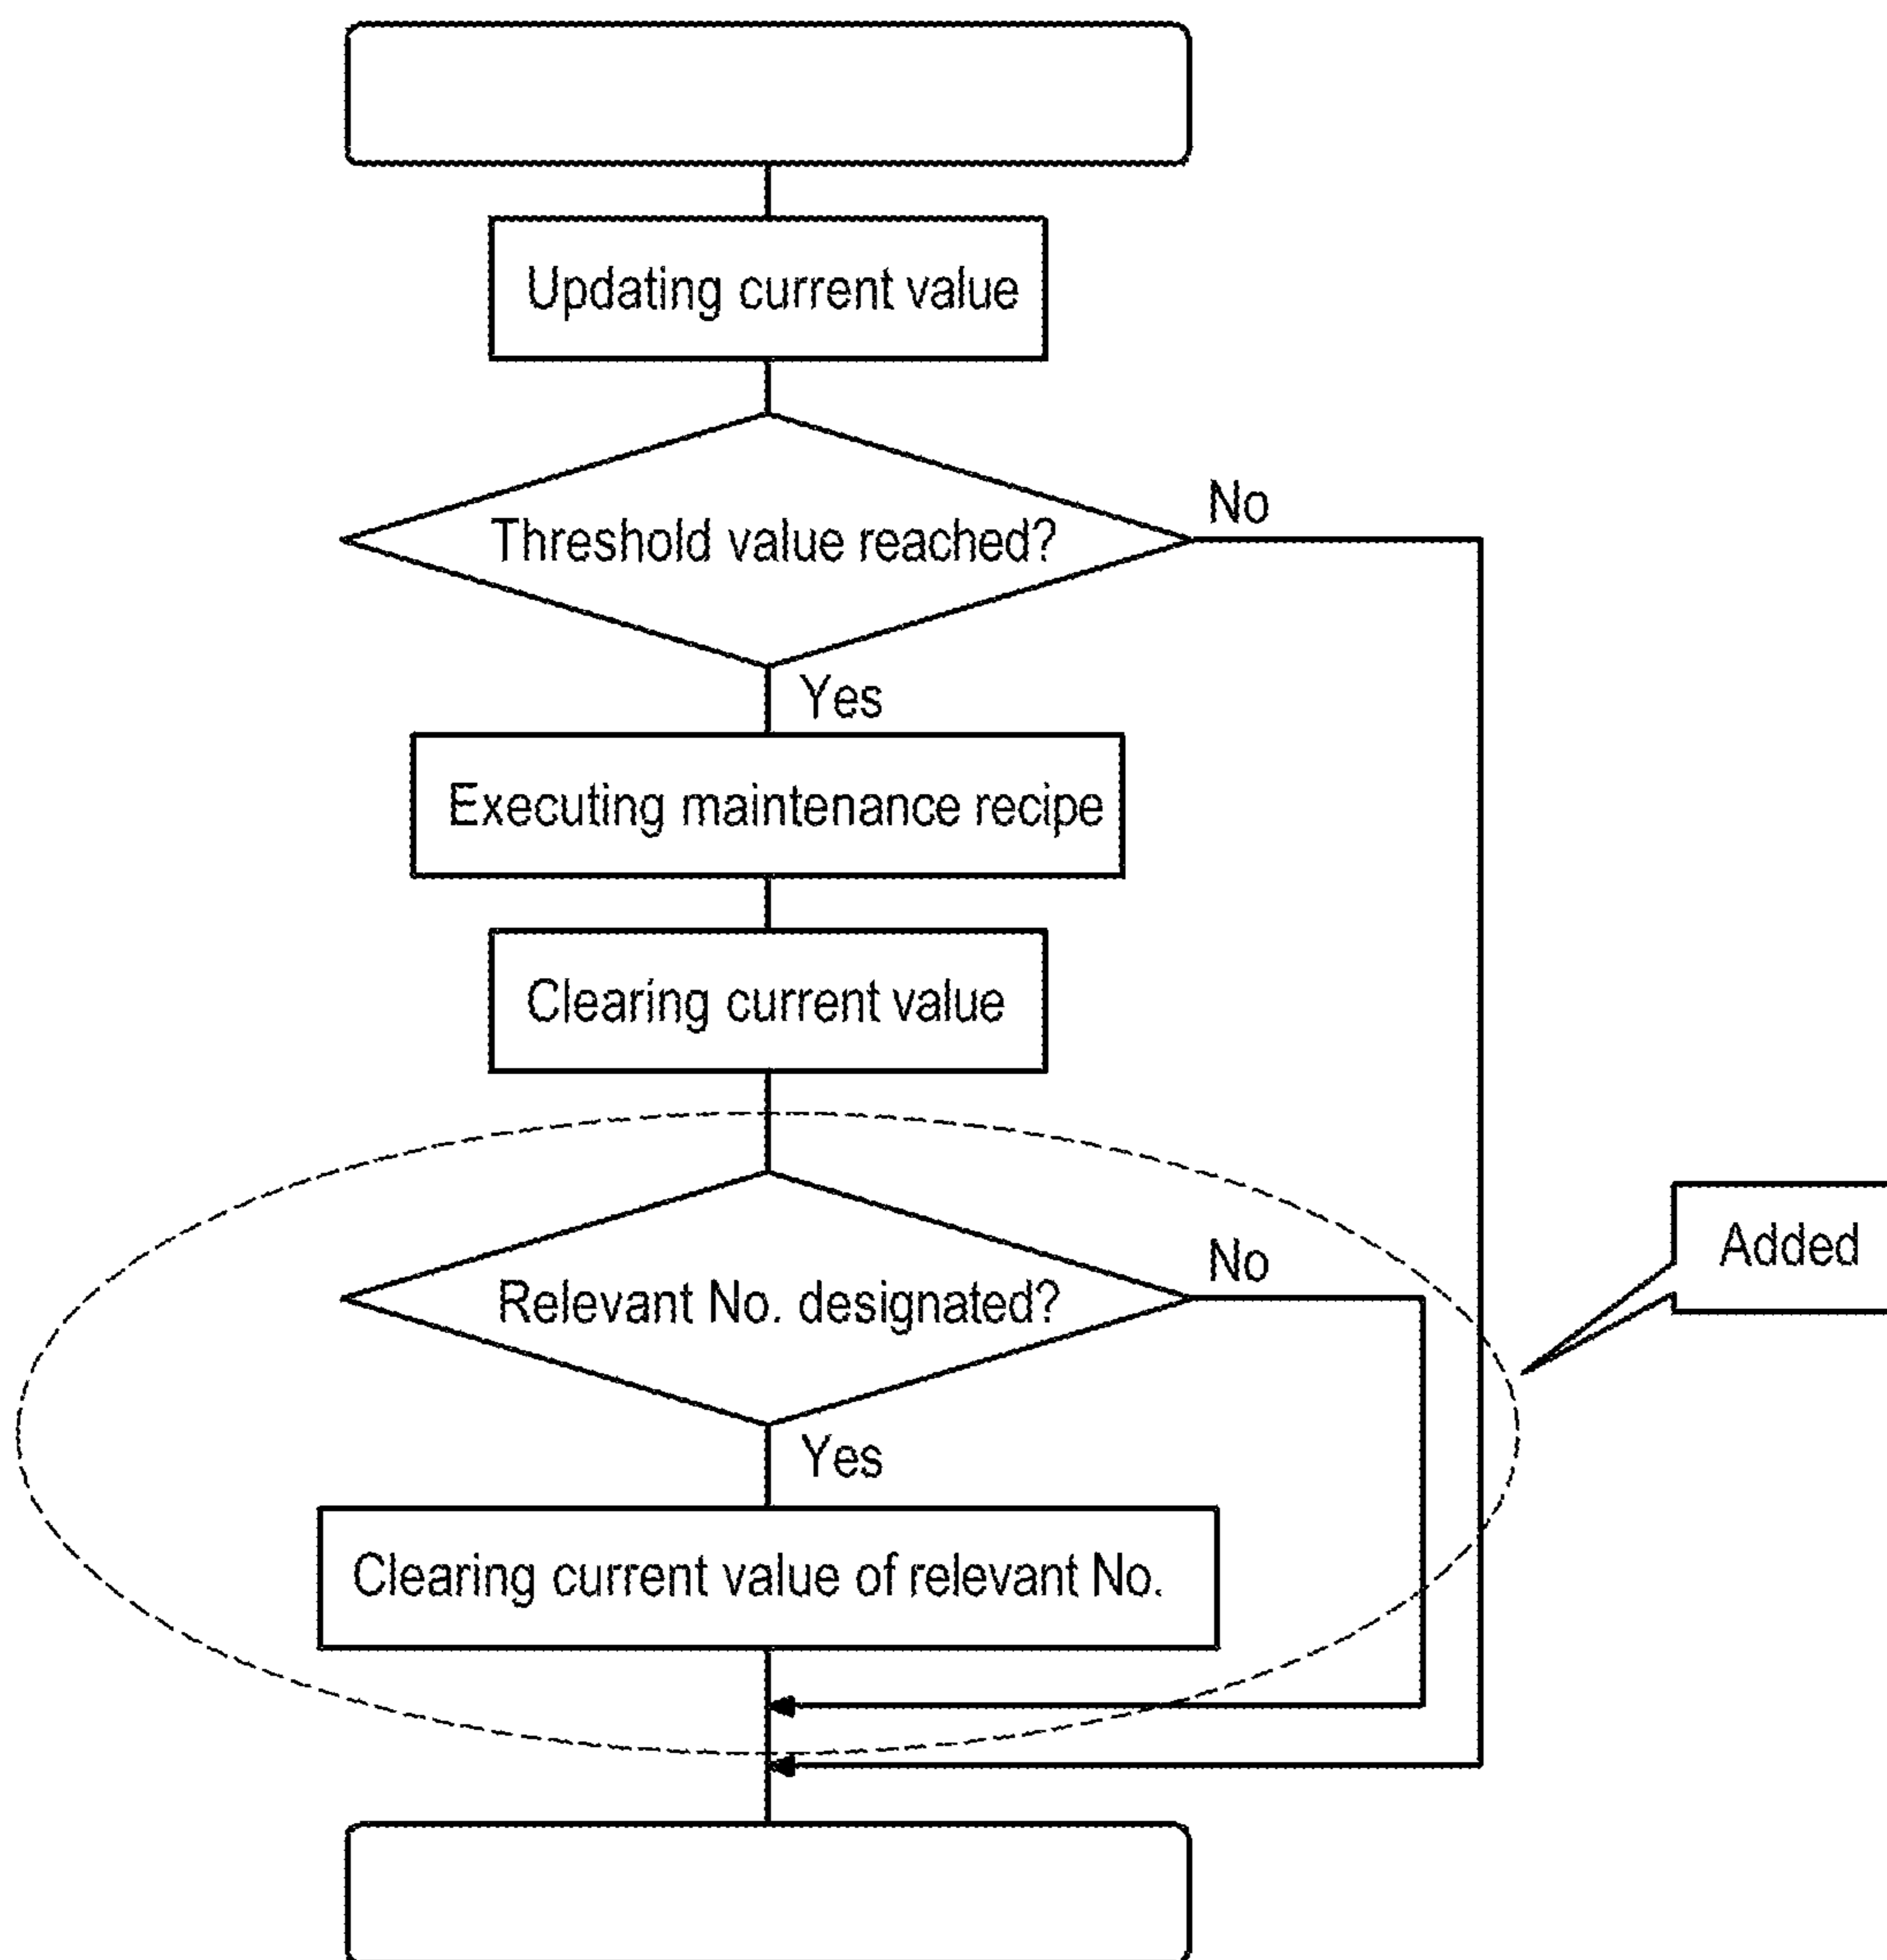 Updating current value
Threshold value reached?
No
Yes
Executing maintenance recipe
Clearing current value
Added
Relevant No. designated?
No
Yes
Clearing current value of relevant No.